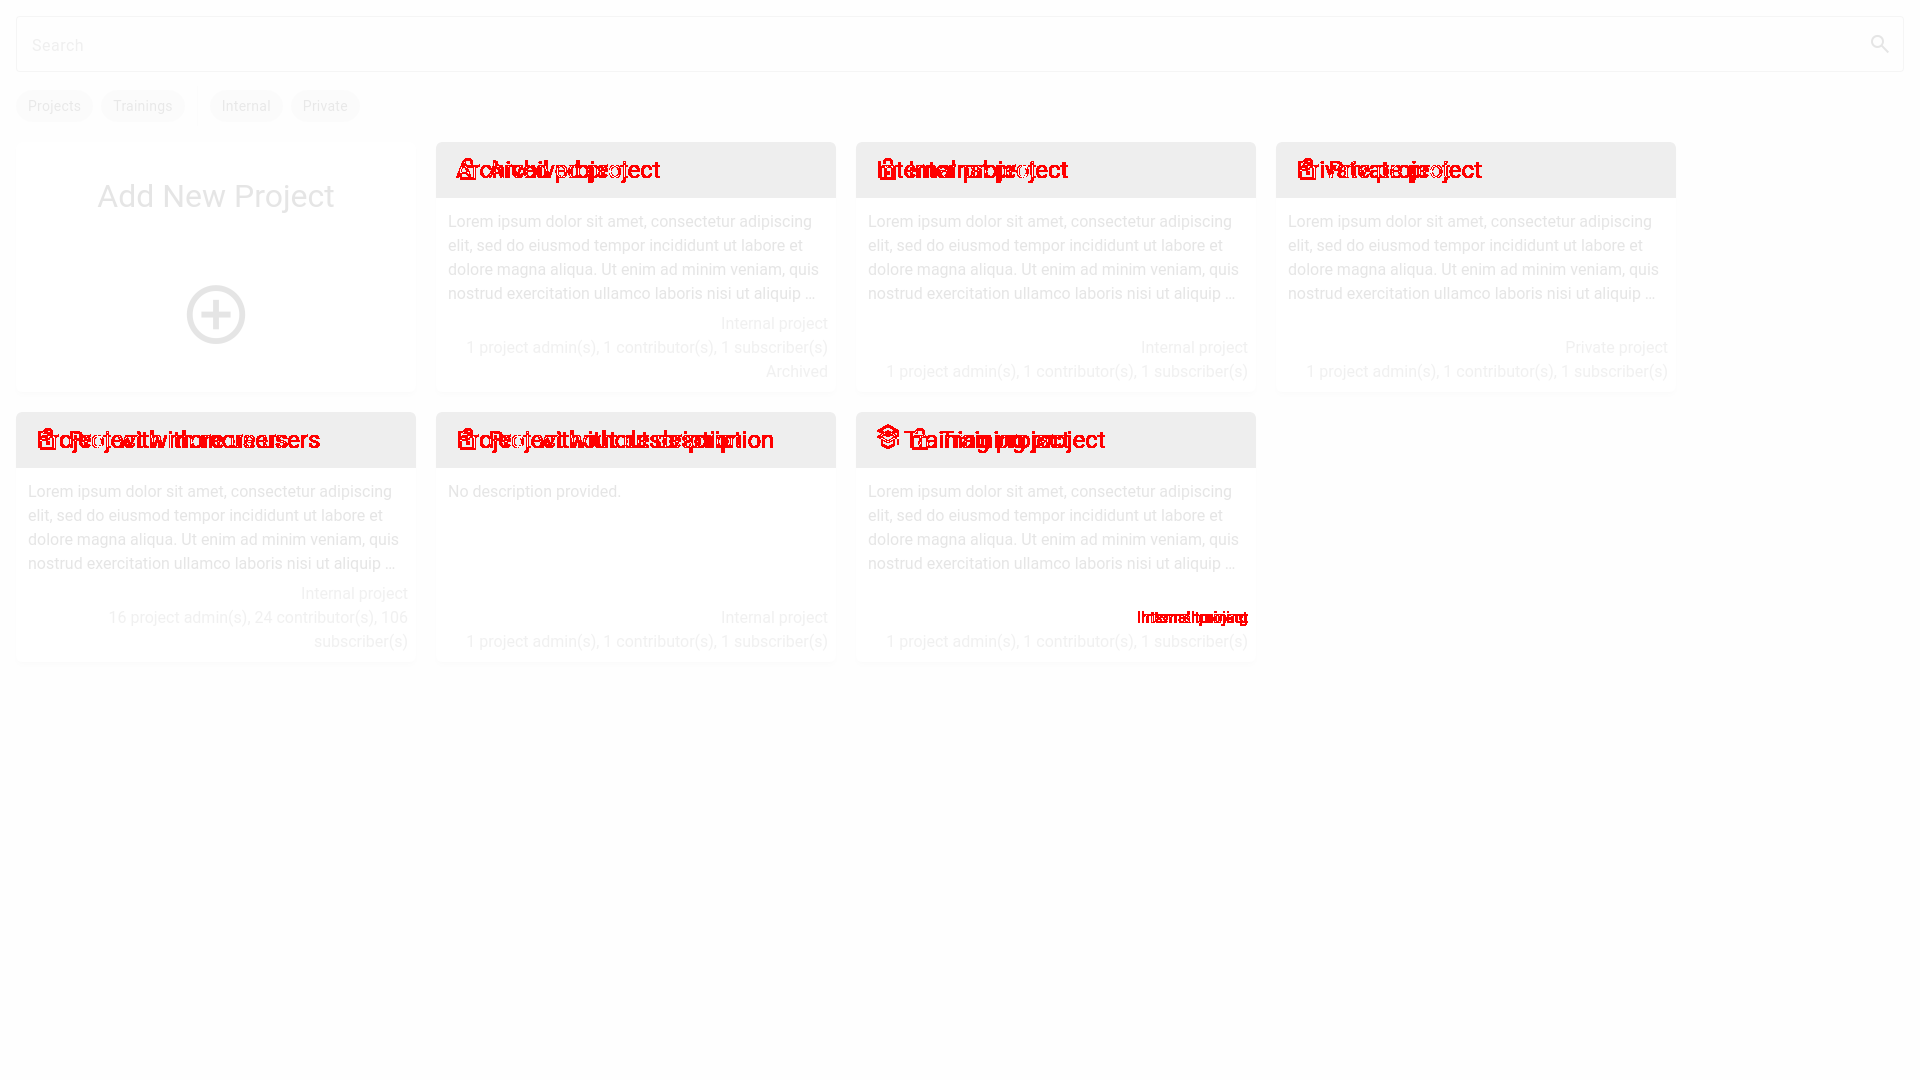 Search
Projects
Trainings
Internal
Private
Add New Project
Archived project
Lorem ipsum dolor sit amet, consectetur adipiscing
elit, sed do eiusmod tempor incididunt ut labore et
dolore magna aliqua. Ut enim ad minim veniam, quis
nostrud exercitation ullamco laboris nisi ut aliquip ...
Internal project
1 project admin(s), 1 contributor(s), 1 subscriber(s)
Archived
Internal project
Lorem ipsum dolor sit amet, consectetur adipiscing
elit, sed do eiusmod tempor incididunt ut labore et
dolore magna aliqua. Ut enim ad minim veniam, quis
nostrud exercitation ullamco laboris nisi ut aliquip ...
Internal project
1 project admin(s), 1 contributor(s), 1 subscriber(s)
Private project
Lorem ipsum dolor sit amet, consectetur adipiscing
elit, sed do eiusmod tempor incididunt ut labore et
dolore magna aliqua. Ut enim ad minim veniam, quis
nostrud exercitation ullamco laboris nisi ut aliquip ...
Private project
1 project admin(s), 1 contributor(s), 1 subscriber(s)
Project with more users
Lorem ipsum dolor sit amet, consectetur adipiscing
elit, sed do eiusmod tempor incididunt ut labore et
dolore magna aliqua. Ut enim ad minim veniam, quis
nostrud exercitation ullamco laboris nisi ut aliquip ...
Internal project
16 project admin(s), 24 contributor(s), 106
subscriber(s)
Project without description
No description provided.
Internal project
1 project admin(s), 1 contributor(s), 1 subscriber(s)
Training project
Lorem ipsum dolor sit amet, consectetur adipiscing
elit, sed do eiusmod tempor incididunt ut labore et
dolore magna aliqua. Ut enim ad minim veniam, quis
nostrud exercitation ullamco laboris nisi ut aliquip ...
Internal
1 project admin(s), 1 contributor(s), 1 subscriber(s)